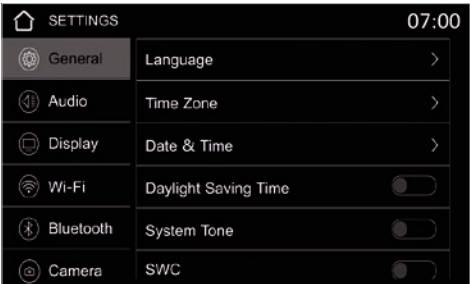 SETTINGS 07:00
General
Audio
Display
Wi-Fi
Bluetooth
Camera
Language
Time Zone
Date & Time
Daylight Saving Time
System Tone
SWC